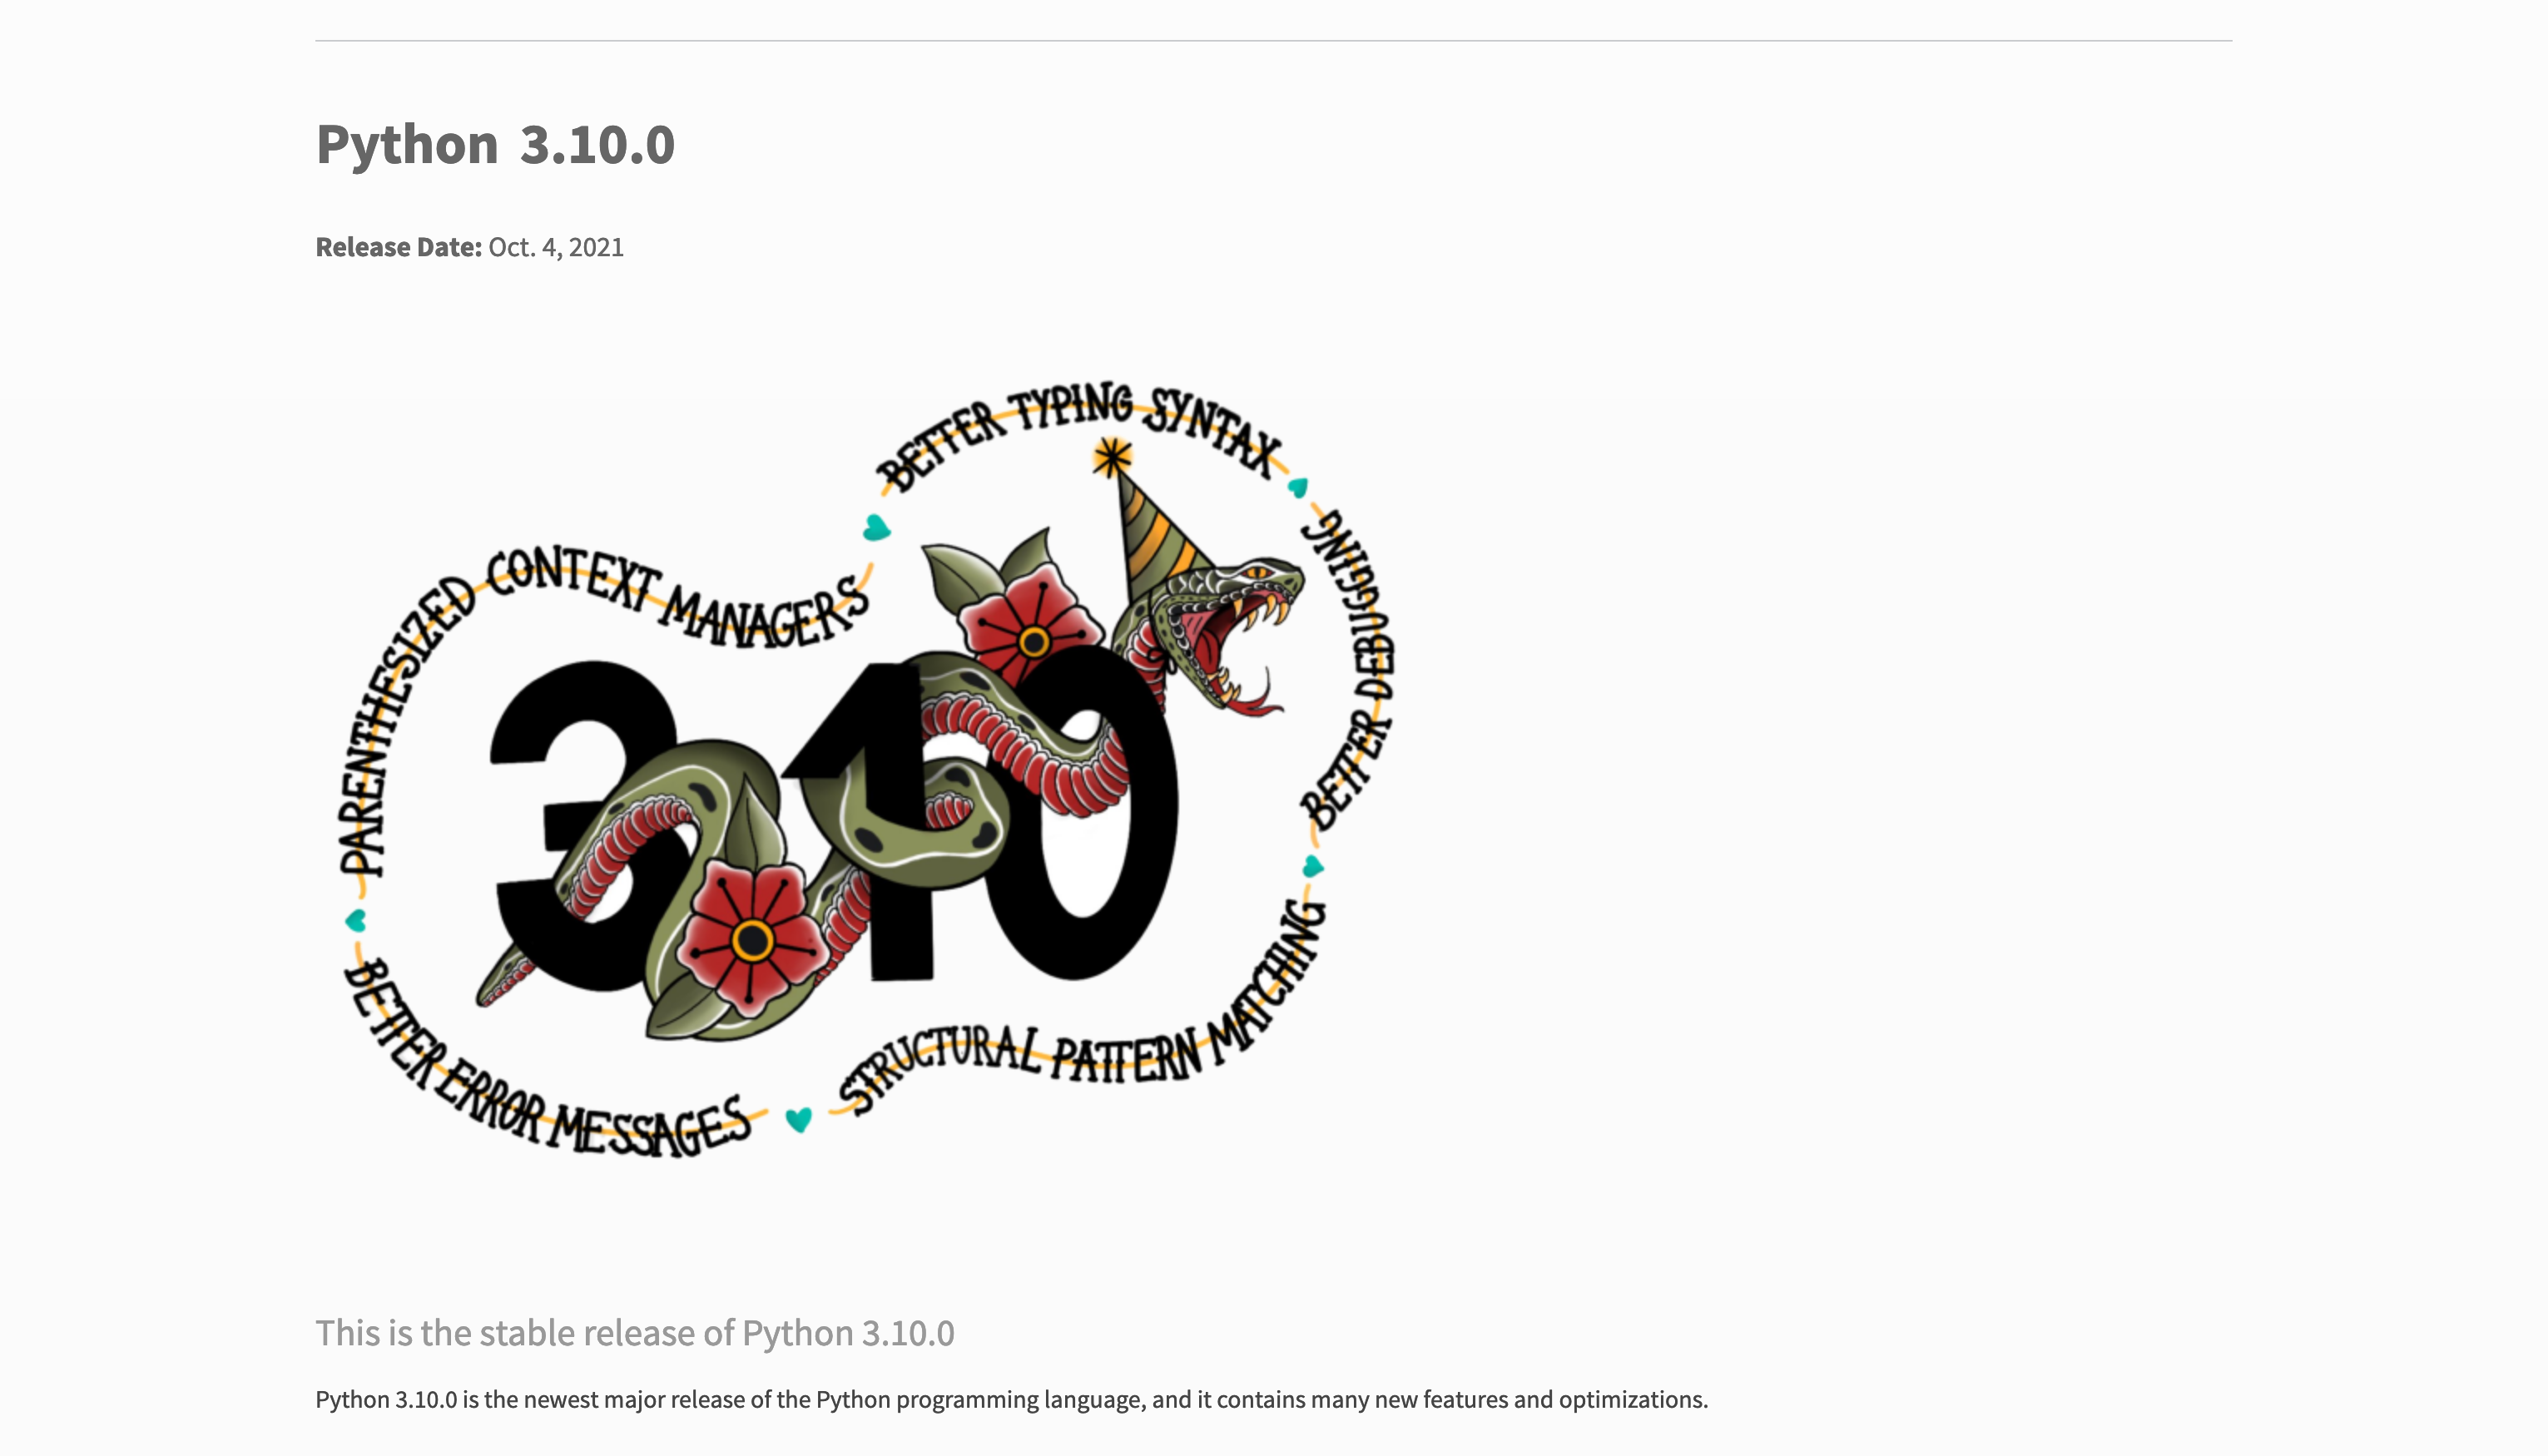 Python 3.10.0
Release Date: Oct. 4, 2021
BETTER TYPING SYNTAX
BETTER DEBUGGING
PARENTHESIZED CONTEXT MANAGERS
3.10
STRUCTURAL PATTERN MATCHING
BETTER ERROR MESSAGES
This is the stable release of Python 3.10.0
Python 3.10.0 is the newest major release of the Python programming language, and it contains many new features and optimizations.